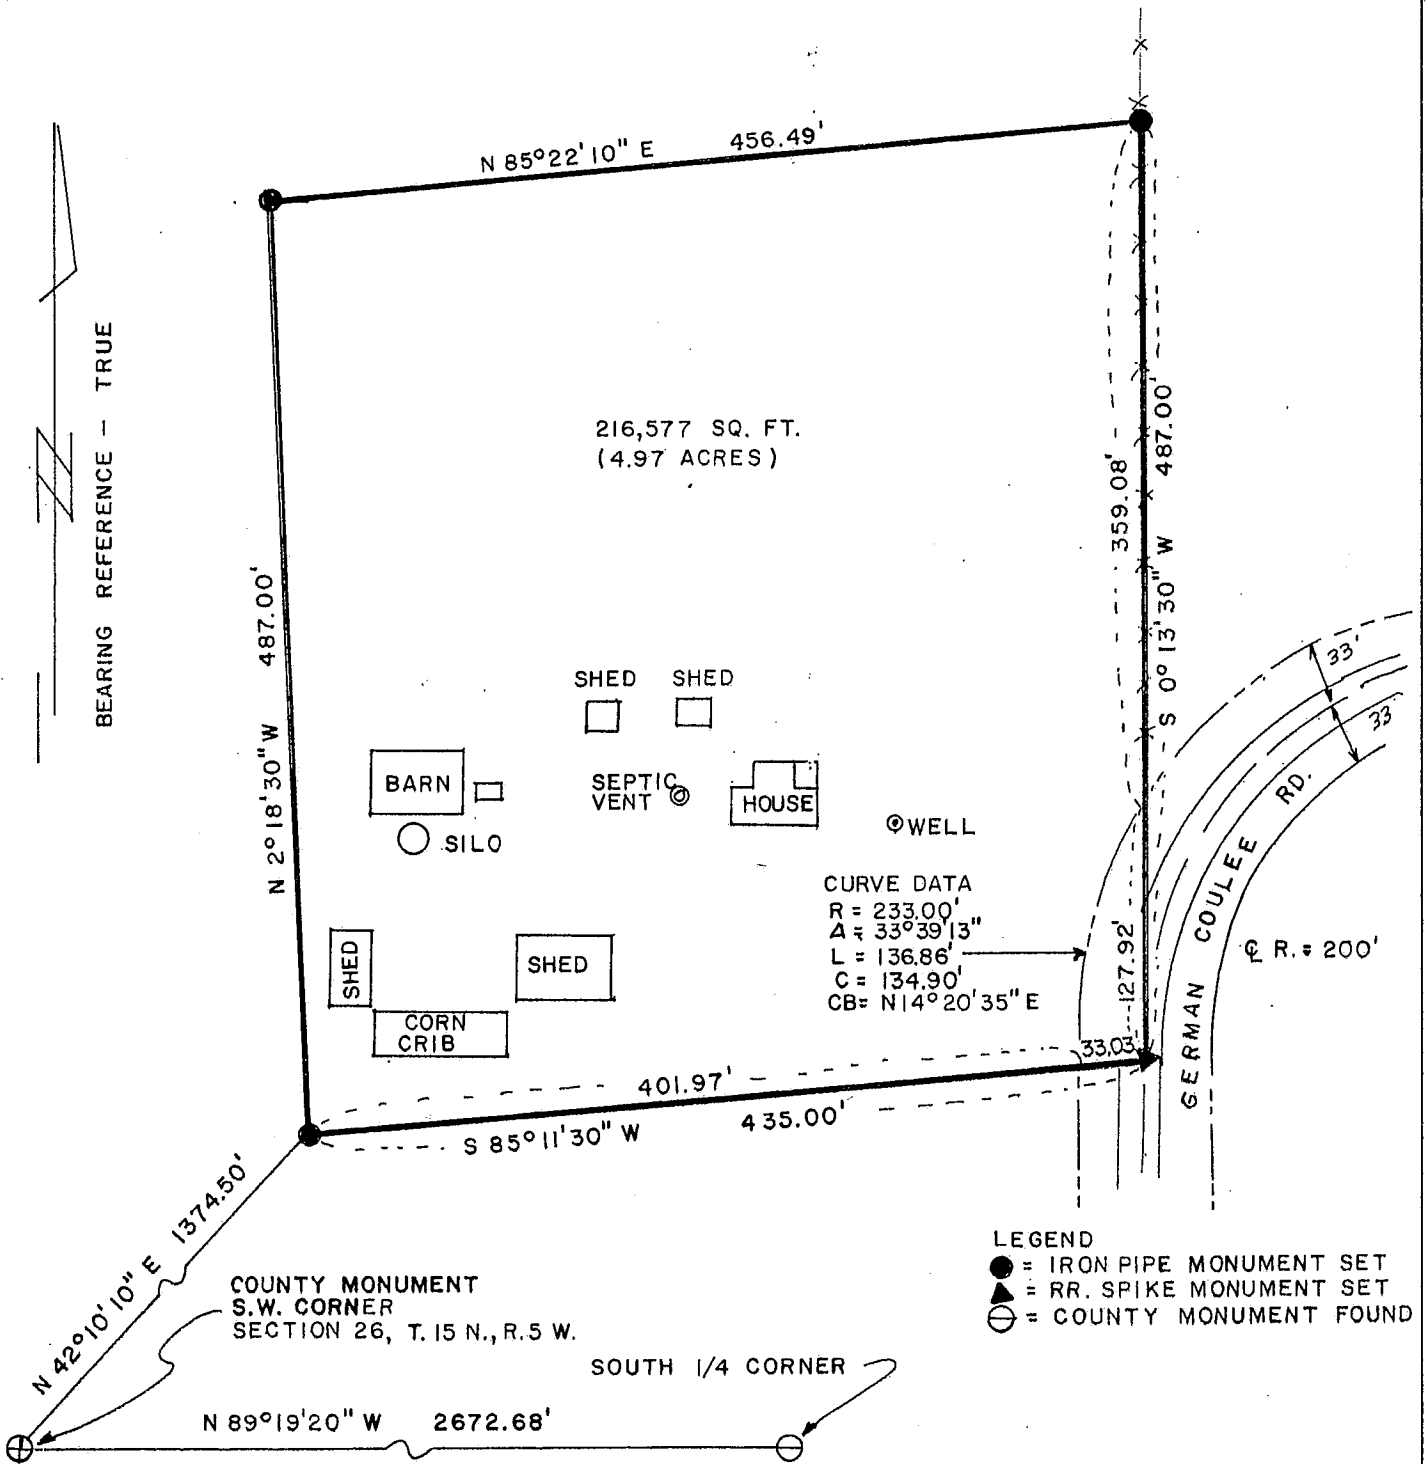 N 85°22'10" E 456.49'
BEARING REFERENCE - TRUE
N
216,577 SQ. FT.
(4.97 ACRES)
N 2°18'30" W 487.00'
359.08'
S 0°13'30" W 487.00'
33'
33'
SHED SHED
BARN
SEPTIC
VENT
HOUSE
SILO
WELL
CURVE DATA
R = 233.00'
Δ = 33°39'13"
L = 136.86'
C = 134.90'
CB= N14°20'35" E
127.92'
GERMAN COULEE RD.
℄ R. = 200'
SHED
SHED
CORN
CRIB
33.03
401.97'
S 85°11'30" W 435.00'
N 42°10'10" E 1374.50'
COUNTY MONUMENT
S.W. CORNER
SECTION 26, T. 15 N., R. 5 W.
LEGEND
● = IRON PIPE MONUMENT SET
▲ = RR. SPIKE MONUMENT SET
⊖ = COUNTY MONUMENT FOUND
SOUTH 1/4 CORNER
N 89°19'20" W 2672.68'